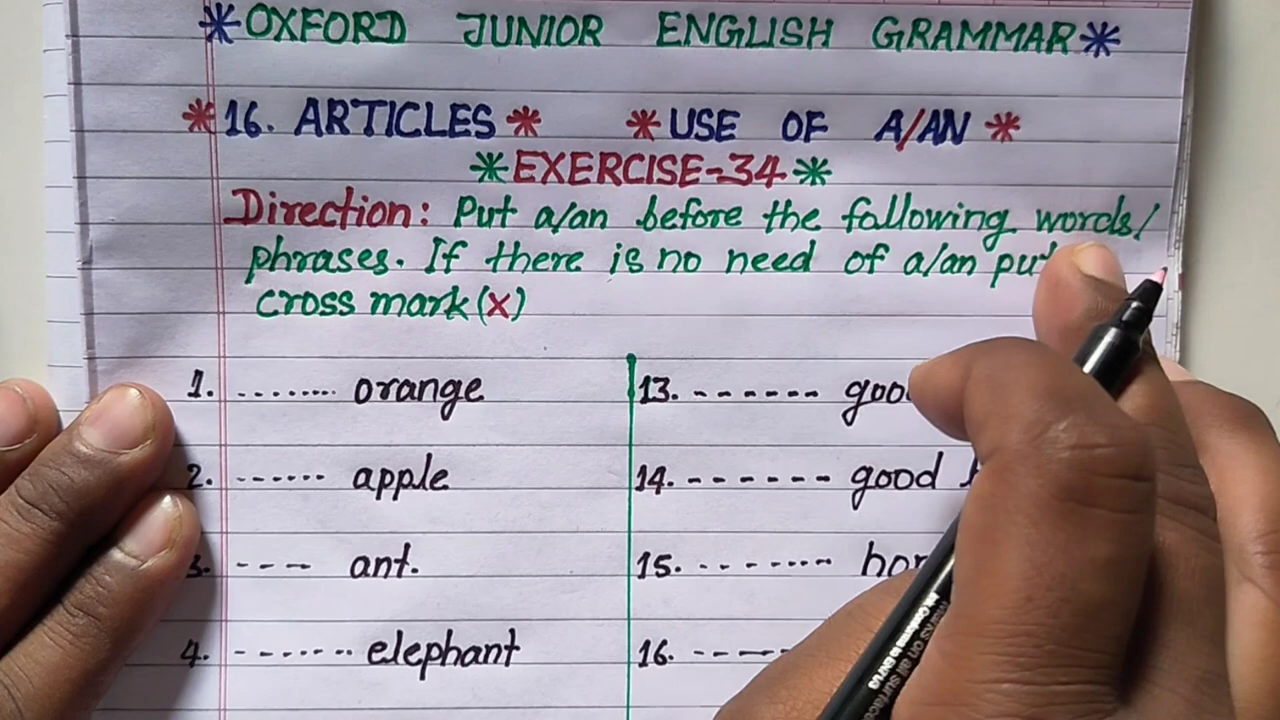 *OXFORD JUNIOR ENGLISH GRAMMAR*
*16. ARTICLES* *USE OF A/AN*
*EXERCISE-34*
Direction: Put a/an before the following words/
phrases. If there is no need of a/an put
cross mark (x)
1. ........ orange
2. ------ apple
3. --- ant.
4. ------- elephant
13. ------
14. ------ good
15. --------
16. -----